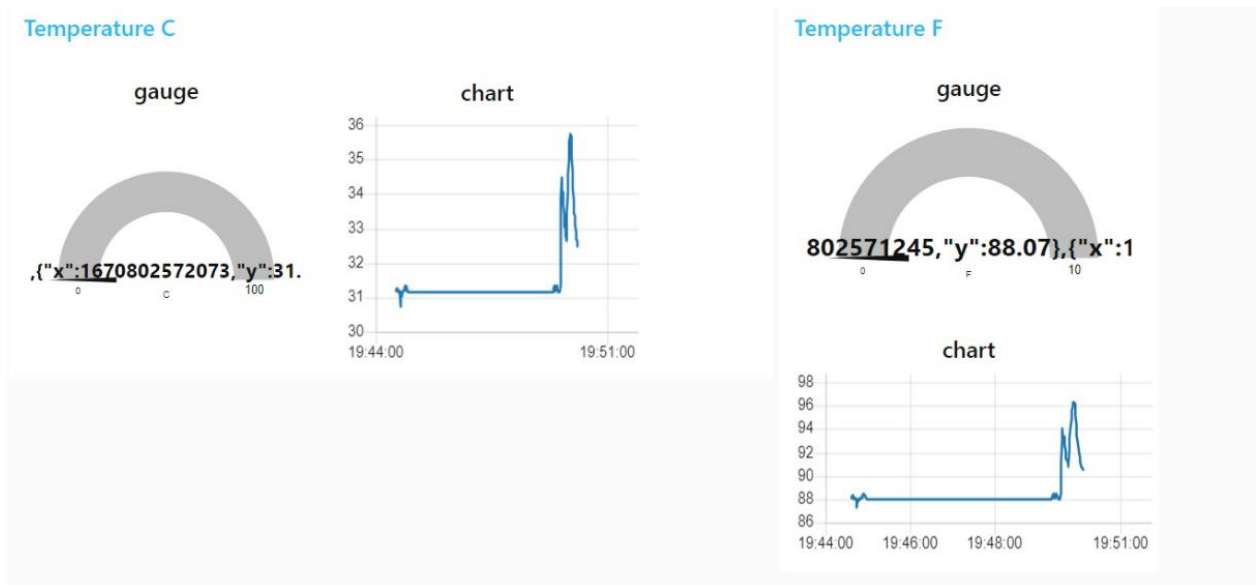 Temperature C
gauge
,{"x":1670802572073,"y":31.
0
C
100
chart
36
35
34
33
32
31
30
19:44:00 19:51:00
Temperature F
gauge
802571245,"y":88.07},{"x":1
0
F
10
chart
98
96
94
92
90
88
86
19:44:00 19:46:00 19:48:00 19:51:00